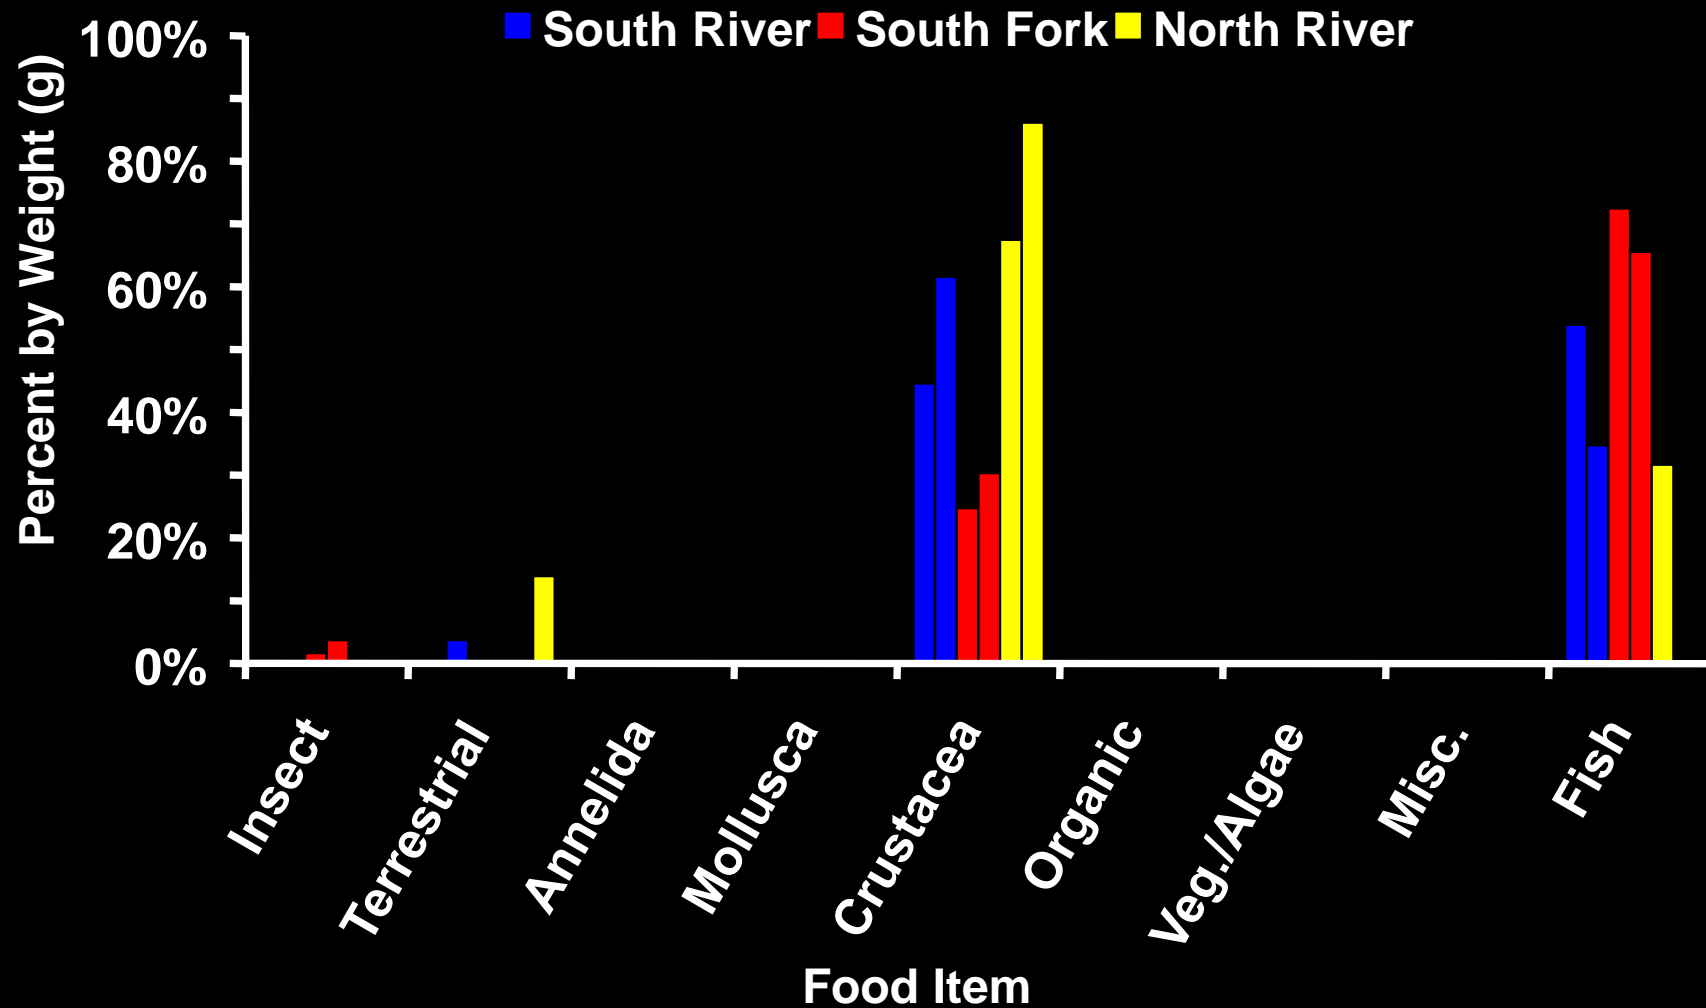 South River South Fork North River
Percent by Weight (g)
100%
80%
60%
40%
20%
0%
Insect
Terrestrial
Annelida
Mollusca
Crustacea
Organic
Veg./Algae
Misc.
Fish
Food Item